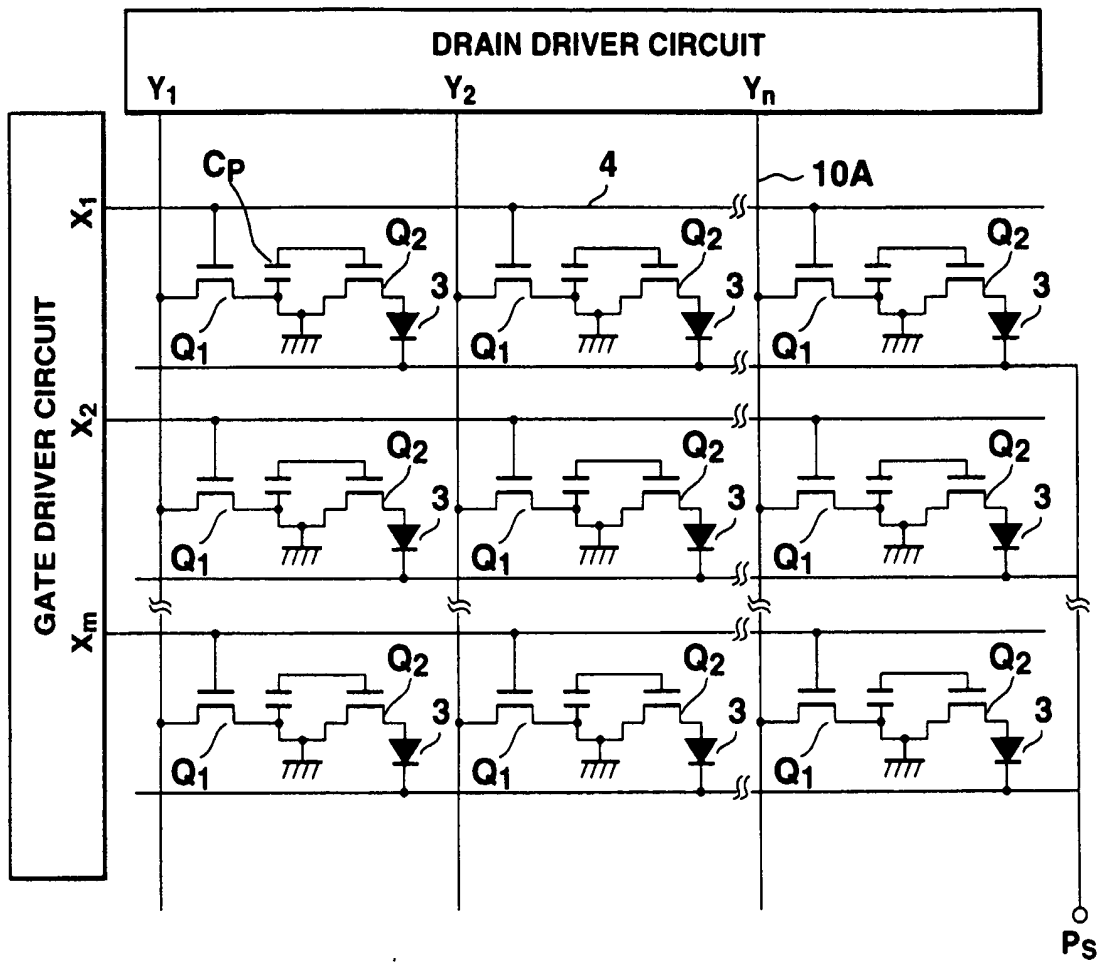 DRAIN DRIVER CIRCUIT
Y1 Y2 Yn
GATE DRIVER CIRCUIT
X1
X2
Xm
CP 4 10A
Q2 Q2 Q2
3 3 3
Q1 Q1 Q1
Q2 Q2 Q2
3 3 3
Q1 Q1 Q1
Q2 Q2 Q2
3 3 3
Q1 Q1 Q1
PS